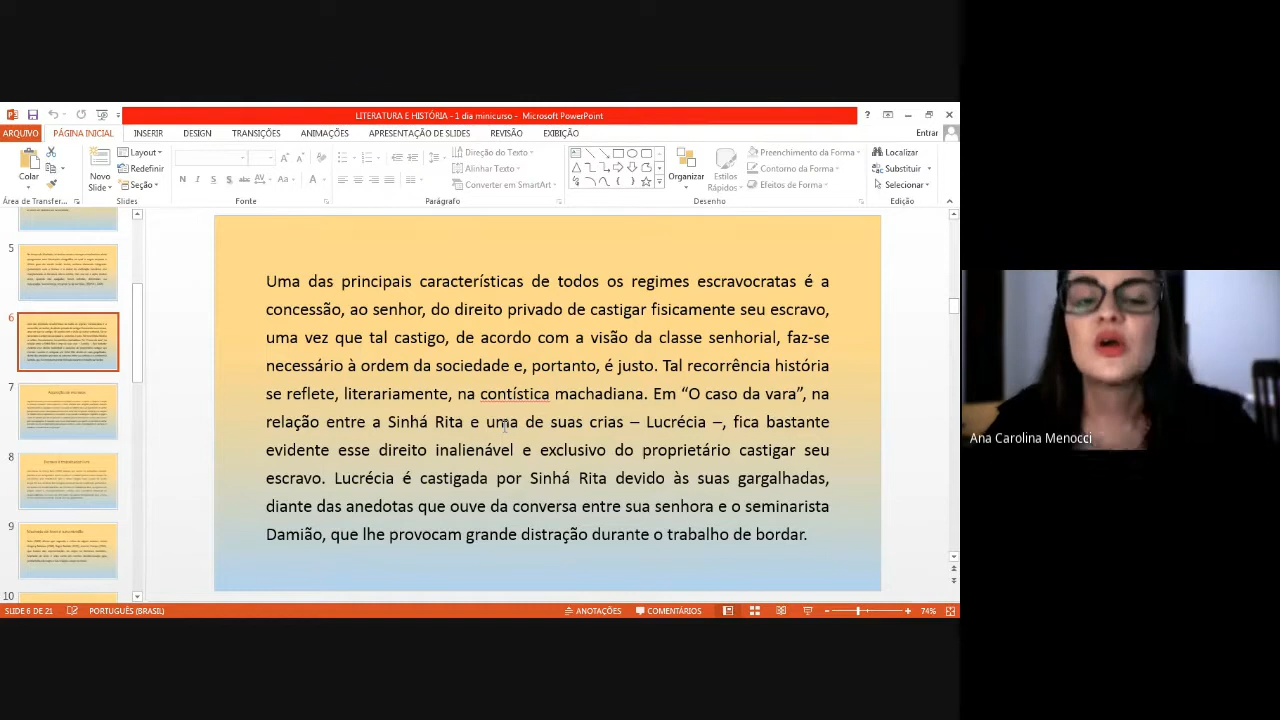 LITERATURA E HISTÓRIA - 1 dia minicurso - Microsoft PowerPoint
ARQUIVO PÁGINA INICIAL INSERIR DESIGN TRANSIÇÕES ANIMAÇÕES APRESENTAÇÃO DE SLIDES REVISÃO EXIBIÇÃO Entrar
Colar
Novo Slide
Layout
Redefinir
Seção
N I S S abc AV Aa A
Direção do Texto
Alinhar Texto
Converter em SmartArt
Organizar
Estilos Rápidos
Preenchimento da Forma
Contorno da Forma
Efeitos de Forma
Localizar
Substituir
Selecionar
Área de Transfer... Slides Fonte Parágrafo Desenho Edição
5
6
7
8
9
10
Uma das principais características de todos os regimes escravocratas é a
concessão, ao senhor, do direito privado de castigar fisicamente seu escravo,
uma vez que tal castigo, de acordo com a visão da classe senhorial, faz-se
necessário à ordem da sociedade e, portanto, é justo. Tal recorrência história
se reflete, literariamente, na contística machadiana. Em “O caso da vara”, na
relação entre a Sinhá Rita e uma de suas crias – Lucrécia –, fica bastante
evidente esse direito inalienável e exclusivo do proprietário castigar seu
escravo. Lucrécia é castigada por Sinhá Rita devido às suas gargalhadas,
diante das anedotas que ouve da conversa entre sua senhora e o seminarista
Damião, que lhe provocam grande distração durante o trabalho de bordar.
Ana Carolina Menocci
SLIDE 6 DE 21 PORTUGUÊS (BRASIL) ANOTAÇÕES COMENTÁRIOS 74%